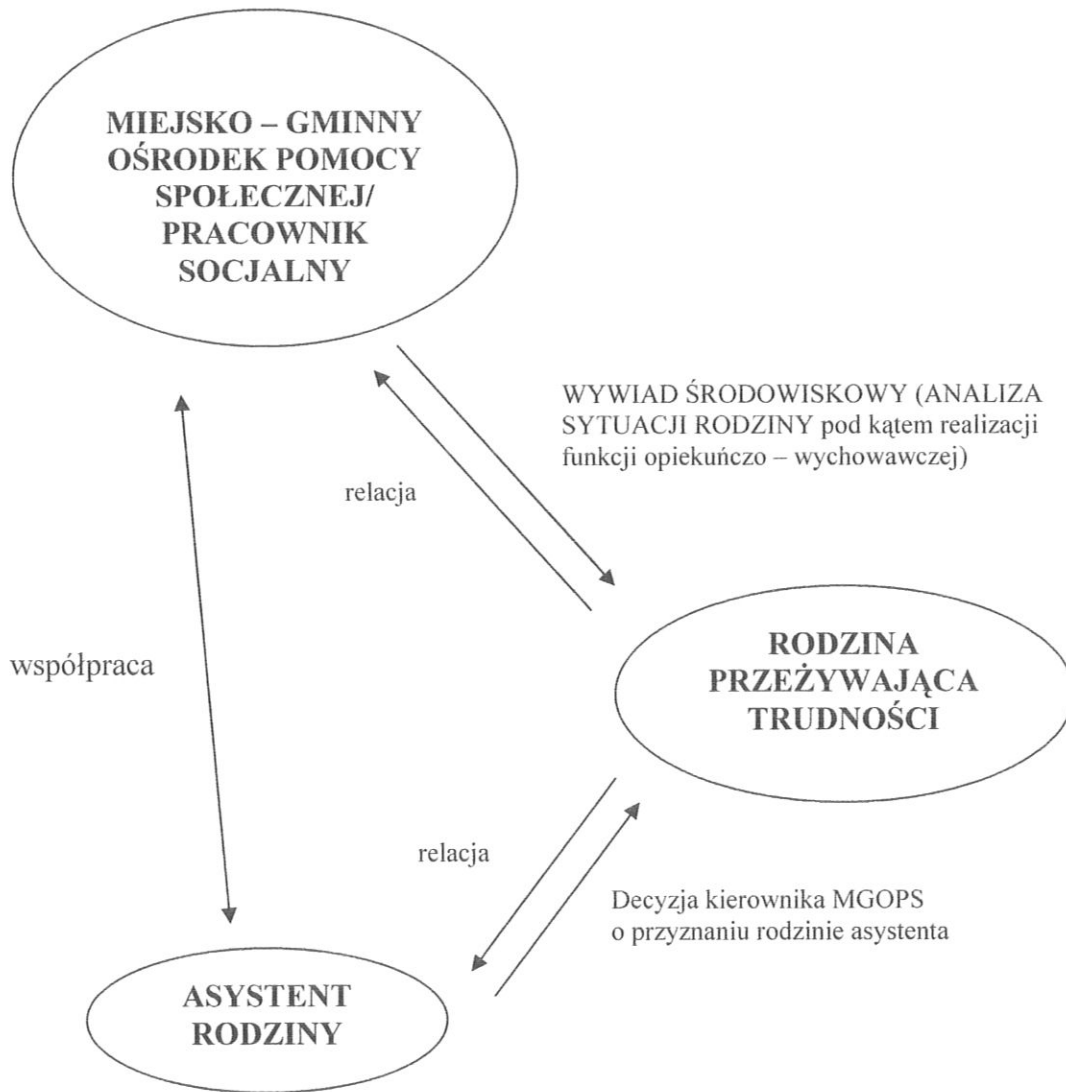 MIEJSKO – GMINNY
OŚRODEK POMOCY
SPOŁECZNEJ/
PRACOWNIK
SOCJALNY
WYWIAD ŚRODOWISKOWY (ANALIZA
SYTUACJI RODZINY pod kątem realizacji
funkcji opiekuńczo – wychowawczej)
relacja
współpraca
RODZINA
PRZEŻYWAJĄCA
TRUDNOŚCI
relacja
Decyzja kierownika MGOPS
o przyznaniu rodzinie asystenta
ASYSTENT
RODZINY